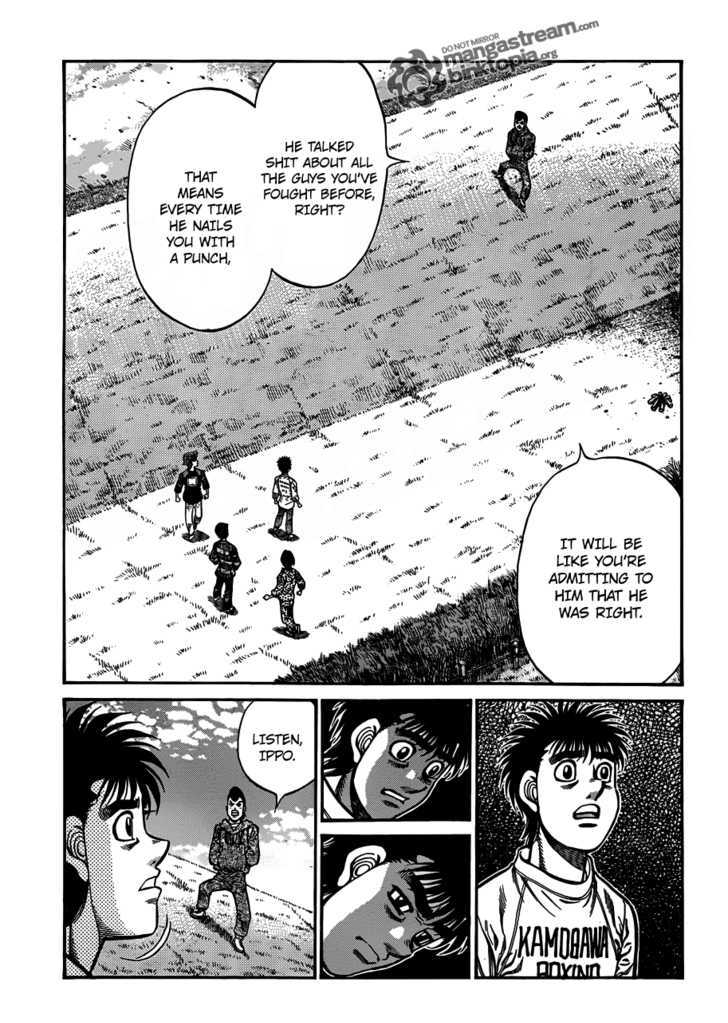 DO NOT MIRROR
mangastream.com
binktopia.org
HE TALKED
SHIT ABOUT ALL
THE GUYS YOU'VE
FOUGHT BEFORE,
RIGHT?
THAT
MEANS
EVERY TIME
HE NAILS
YOU WITH
A PUNCH,
IT WILL BE
LIKE YOU'RE
ADMITTING TO
HIM THAT HE
WAS RIGHT.
LISTEN,
IPPO.
KAMOGAWA
BOXING